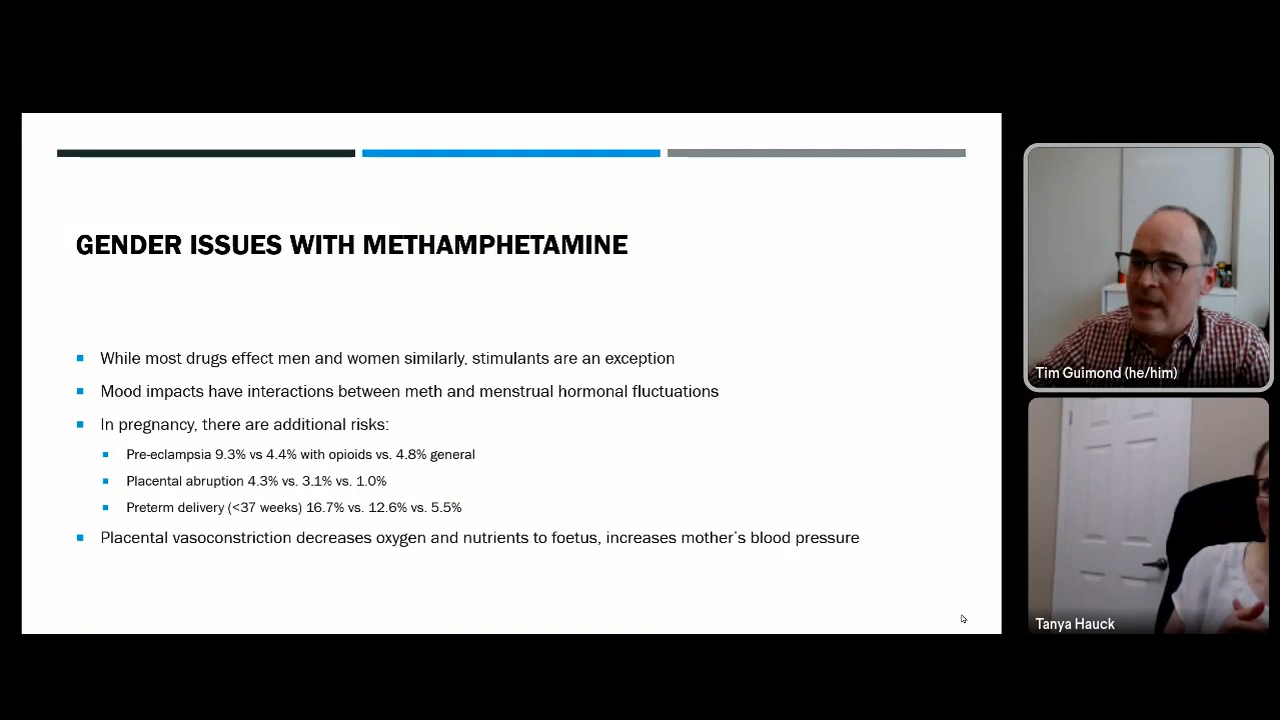 GENDER ISSUES WITH METHAMPHETAMINE
While most drugs effect men and women similarly, stimulants are an exception
Mood impacts have interactions between meth and menstrual hormonal fluctuations
In pregnancy, there are additional risks:
Pre-eclampsia 9.3% vs 4.4% with opioids vs. 4.8% general
Placental abruption 4.3% vs. 3.1% vs. 1.0%
Preterm delivery (<37 weeks) 16.7% vs. 12.6% vs. 5.5%
Placental vasoconstriction decreases oxygen and nutrients to foetus, increases mother's blood pressure
Tim Guimond (he/him)
Tanya Hauck